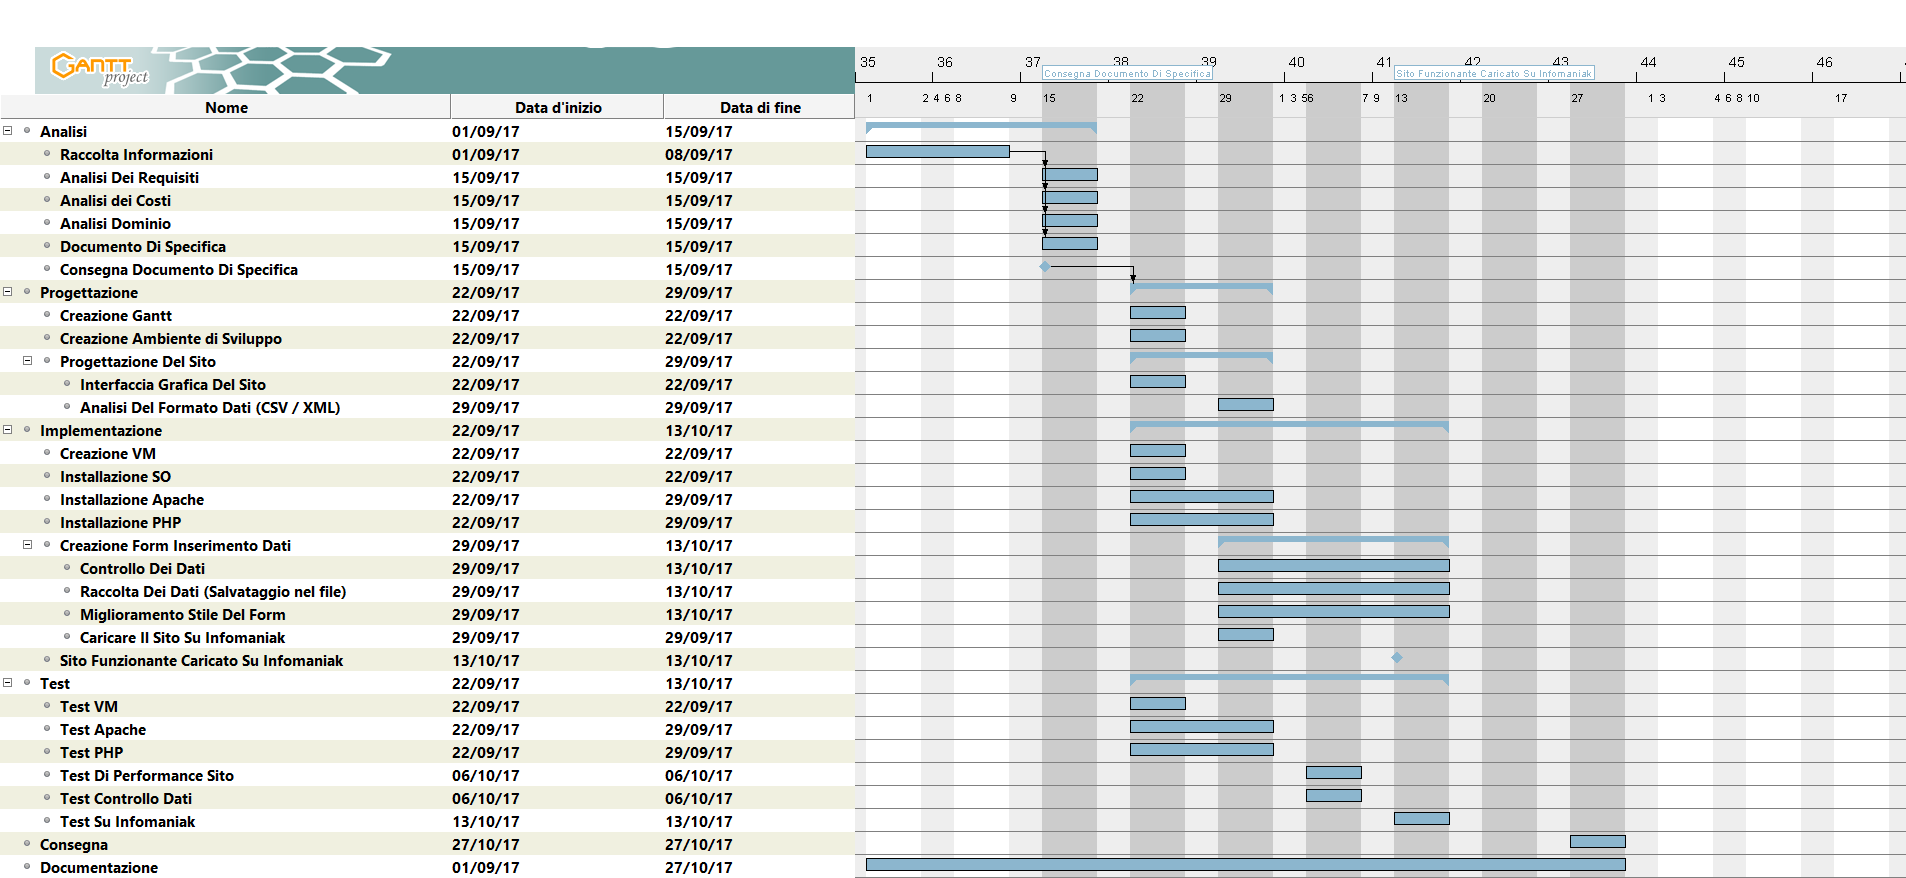 GANTT
project
35 36 37 38 39 40 41 42 43 44 45 46
Consegna Documento Di Specifica Sito Funzionante Caricato Su Infomaniak
Nome Data d'inizio Data di fine
1 2 4 6 8 9 15 22 29 1 3 5 6 7 9 13 20 27 1 3 4 6 8 10 17
Analisi 01/09/17 15/09/17
Raccolta Informazioni 01/09/17 08/09/17
Analisi Dei Requisiti 15/09/17 15/09/17
Analisi dei Costi 15/09/17 15/09/17
Analisi Dominio 15/09/17 15/09/17
Documento Di Specifica 15/09/17 15/09/17
Consegna Documento Di Specifica 15/09/17 15/09/17
Progettazione 22/09/17 29/09/17
Creazione Gantt 22/09/17 22/09/17
Creazione Ambiente di Sviluppo 22/09/17 22/09/17
Progettazione Del Sito 22/09/17 29/09/17
Interfaccia Grafica Del Sito 22/09/17 22/09/17
Analisi Del Formato Dati (CSV / XML) 29/09/17 29/09/17
Implementazione 22/09/17 13/10/17
Creazione VM 22/09/17 22/09/17
Installazione SO 22/09/17 22/09/17
Installazione Apache 22/09/17 29/09/17
Installazione PHP 22/09/17 29/09/17
Creazione Form Inserimento Dati 29/09/17 13/10/17
Controllo Dei Dati 29/09/17 13/10/17
Raccolta Dei Dati (Salvataggio nel file) 29/09/17 13/10/17
Miglioramento Stile Del Form 29/09/17 13/10/17
Caricare Il Sito Su Infomaniak 29/09/17 29/09/17
Sito Funzionante Caricato Su Infomaniak 13/10/17 13/10/17
Test 22/09/17 13/10/17
Test VM 22/09/17 22/09/17
Test Apache 22/09/17 29/09/17
Test PHP 22/09/17 29/09/17
Test Di Performance Sito 06/10/17 06/10/17
Test Controllo Dati 06/10/17 06/10/17
Test Su Infomaniak 13/10/17 13/10/17
Consegna 27/10/17 27/10/17
Documentazione 01/09/17 27/10/17